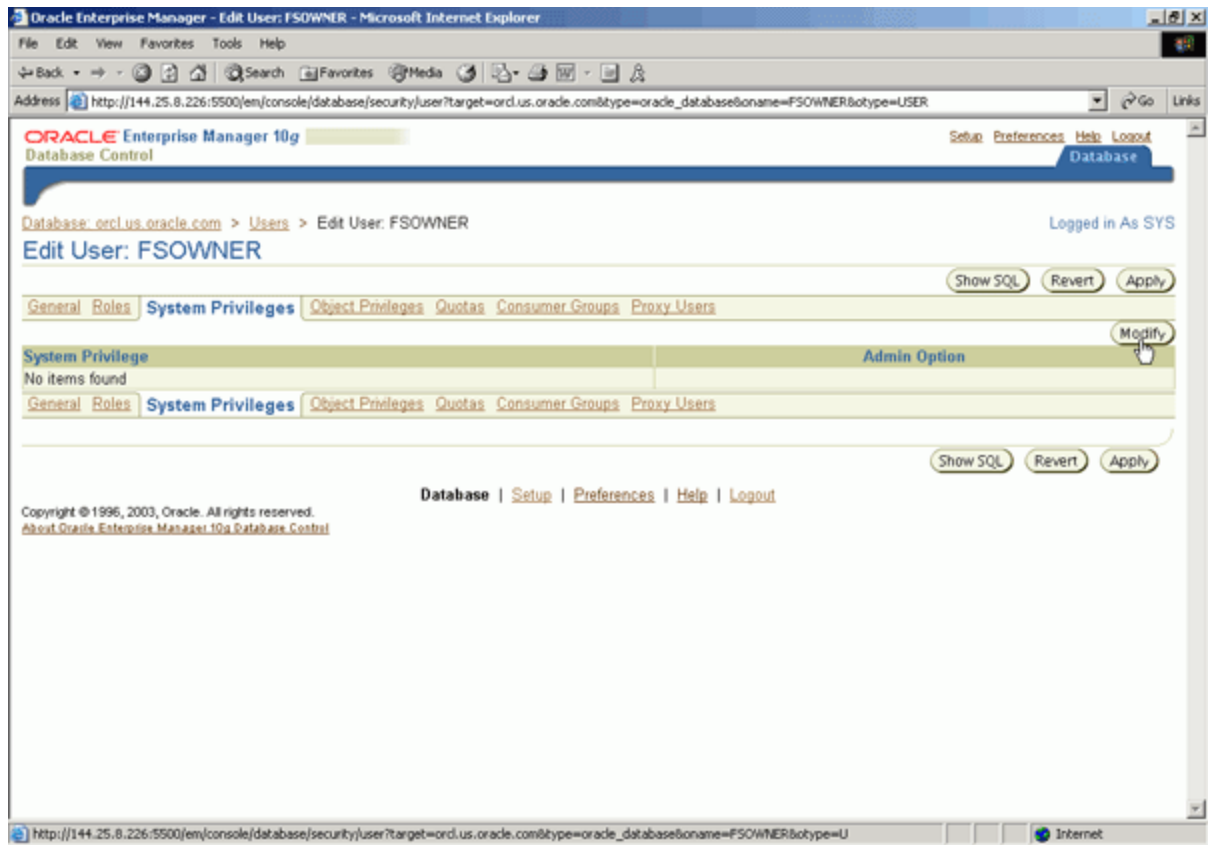 Oracle Enterprise Manager - Edit User: FSOWNER - Microsoft Internet Explorer
File Edit View Favorites Tools Help
Back Search Favorites Media
Address http://144.25.8.226:5500/em/console/database/security/user?target=orcl.us.oracle.com&type=oracle_database&oname=FSOWNER&otype=USER Go Links
ORACLE Enterprise Manager 10g
Setup Preferences Help Logout
Database Control
Database
Database: orcl.us.oracle.com > Users > Edit User: FSOWNER
Logged in As SYS
Edit User: FSOWNER
Show SQL Revert Apply
General Roles System Privileges Object Privileges Quotas Consumer Groups Proxy Users
Modify
System Privilege Admin Option
No items found
General Roles System Privileges Object Privileges Quotas Consumer Groups Proxy Users
Show SQL Revert Apply
Database | Setup | Preferences | Help | Logout
Copyright © 1996, 2003, Oracle. All rights reserved.
About Oracle Enterprise Manager 10g Database Control
http://144.25.8.226:5500/em/console/database/security/user?target=orcl.us.oracle.com&type=oracle_database&oname=FSOWNER&otype=U Internet